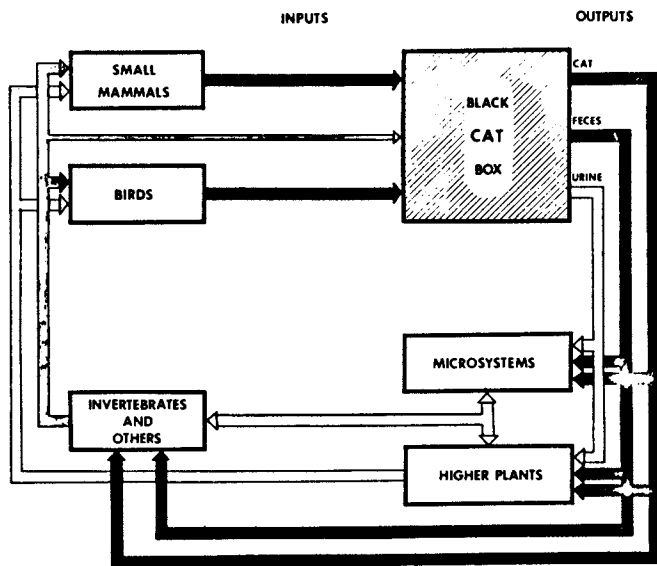 INPUTS
OUTPUTS
SMALL
MAMMALS
BLACK
CAT
BOX
CAT
FECES
URINE
BIRDS
MICROSYSTEMS
INVERTEBRATES
AND
OTHERS
HIGHER PLANTS